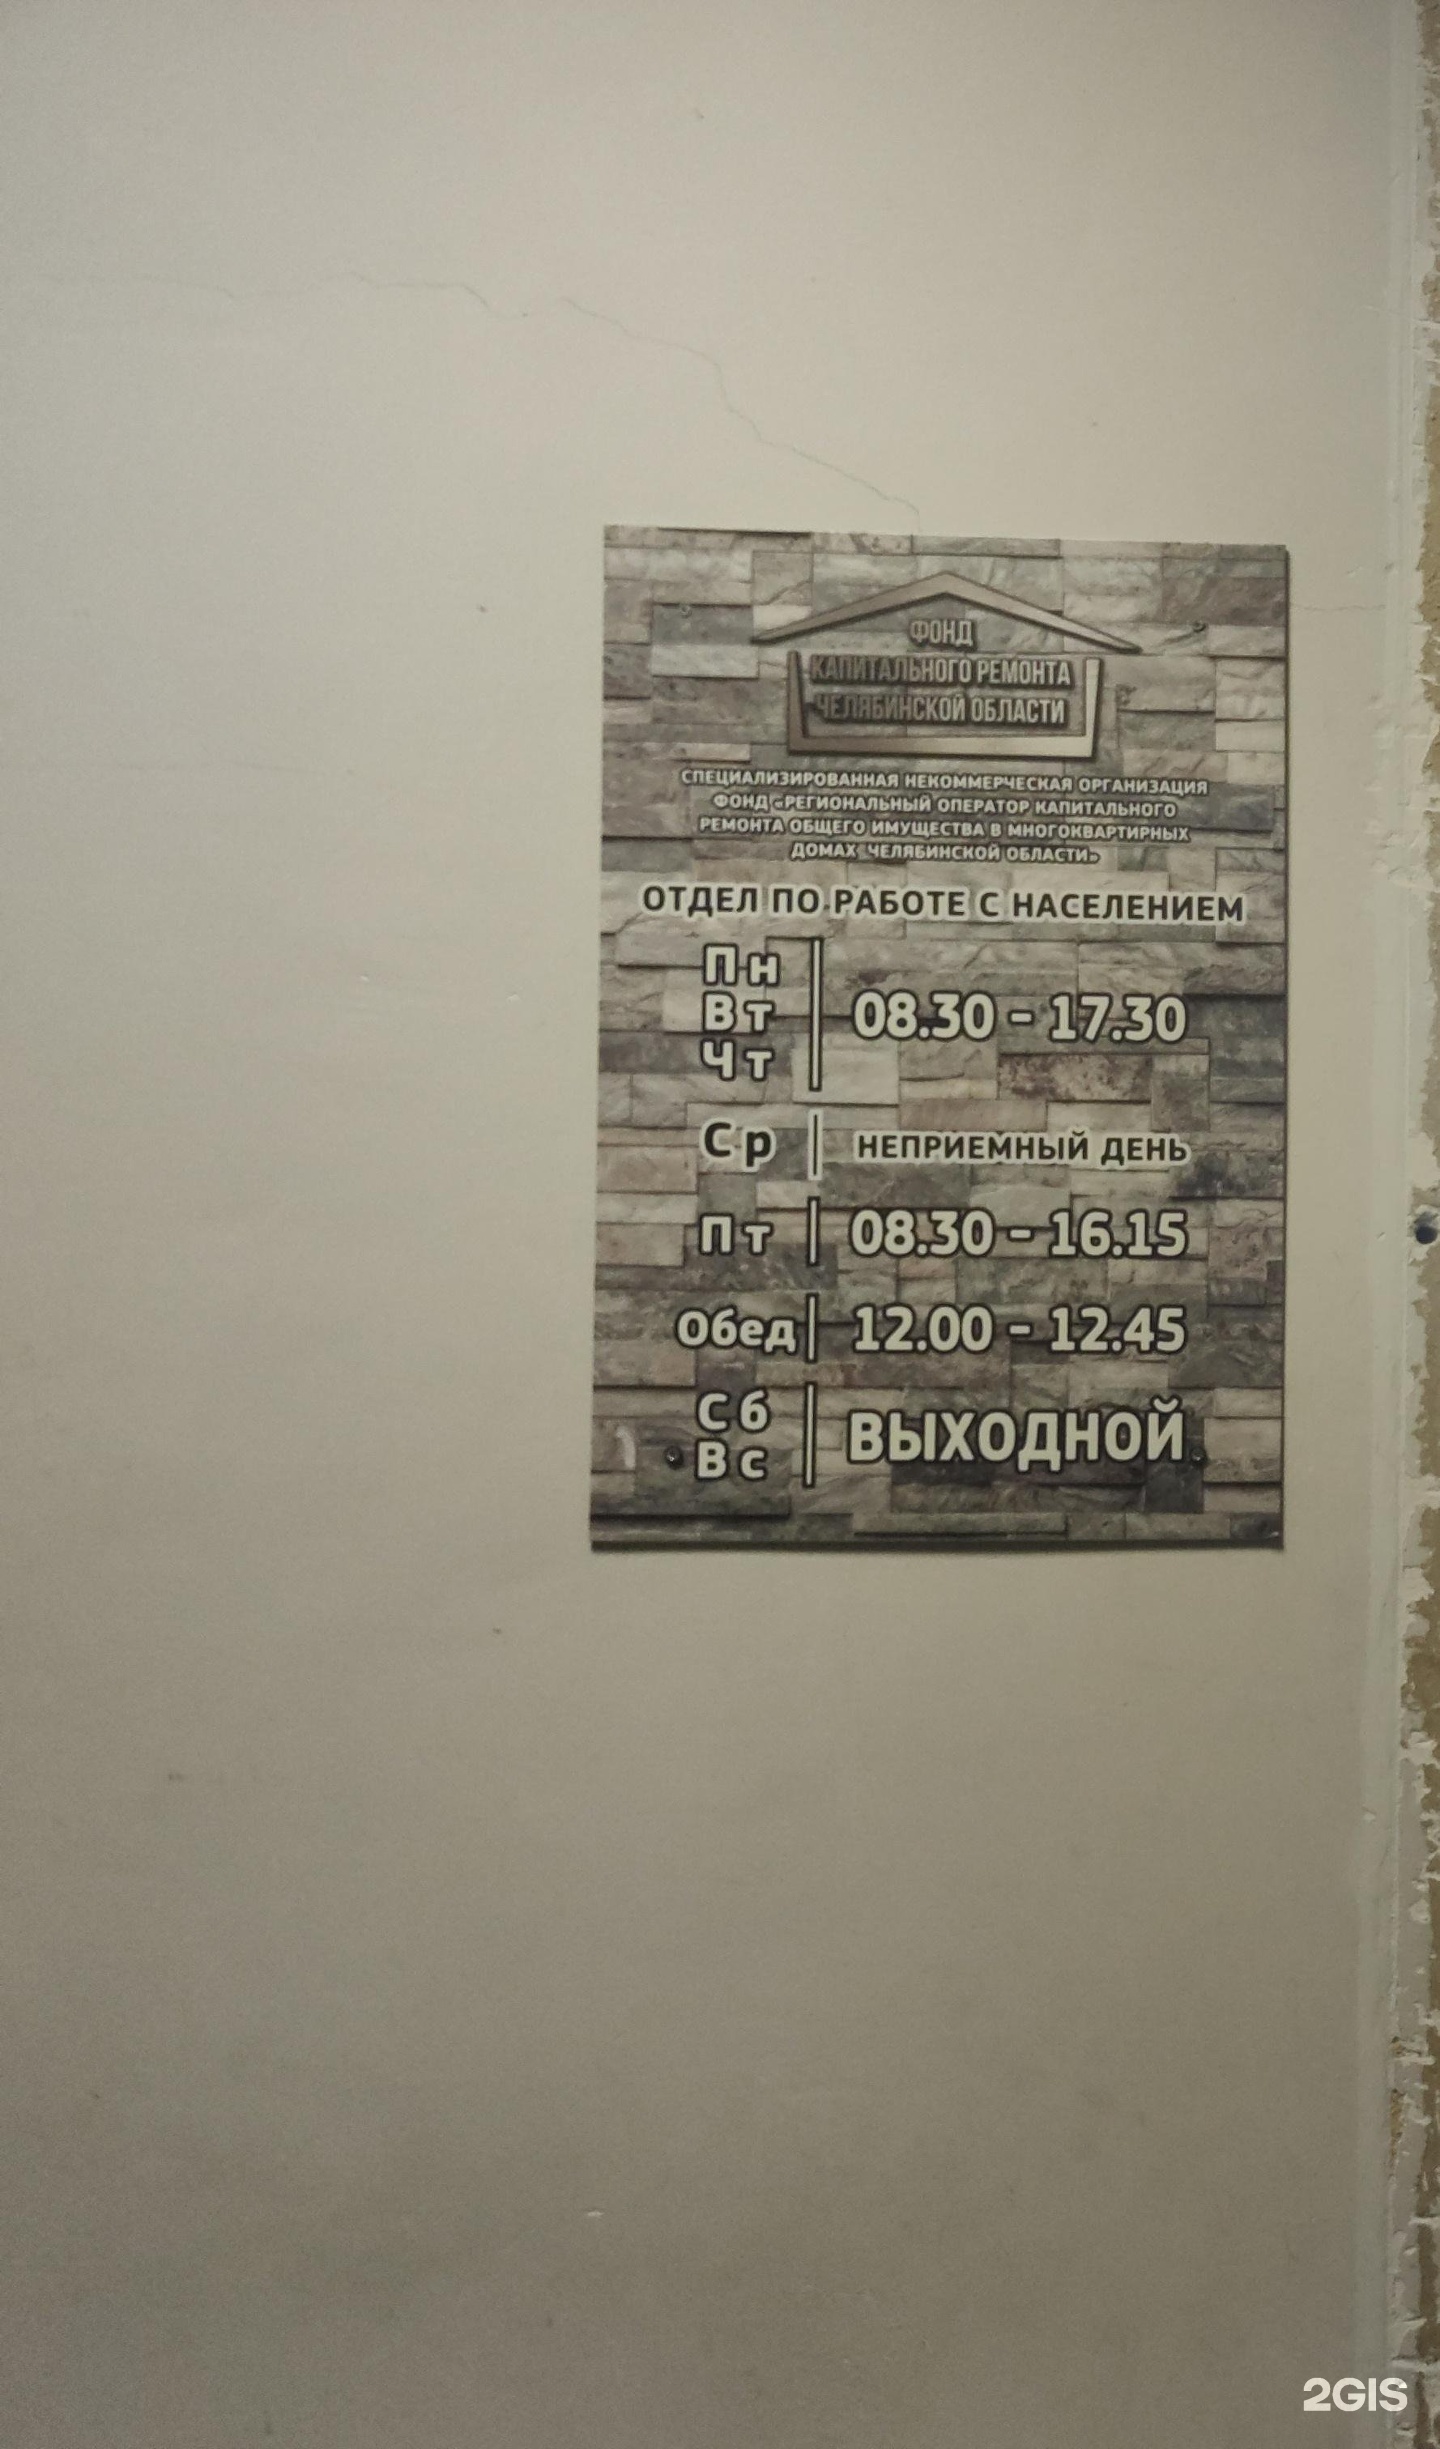 ФОНД
КАПИТАЛЬНОГО РЕМОНТА
ЧЕЛЯБИНСКОЙ ОБЛАСТИ
СПЕЦИАЛИЗИРОВАННАЯ НЕКОММЕРЧЕСКАЯ ОРГАНИЗАЦИЯ
ФОНД «РЕГИОНАЛЬНЫЙ ОПЕРАТОР КАПИТАЛЬНОГО
РЕМОНТА ОБЩЕГО ИМУЩЕСТВА В МНОГОКВАРТИРНЫХ
ДОМАХ ЧЕЛЯБИНСКОЙ ОБЛАСТИ»
ОТДЕЛ ПО РАБОТЕ С НАСЕЛЕНИЕМ
Пн
Вт 08.30 - 17.30
Чт
Ср НЕПРИЕМНЫЙ ДЕНЬ
Пт 08.30 - 16.15
Обед 12.00 - 12.45
Сб
Вс ВЫХОДНОЙ
2GIS